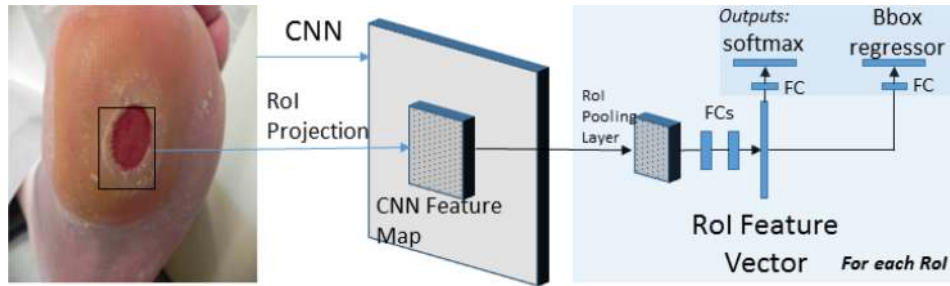 CNN
RoI
Projection
CNN Feature
Map
RoI
Pooling
Layer
FCs
Outputs:
softmax
FC
Bbox
regressor
FC
RoI Feature
Vector
For each RoI